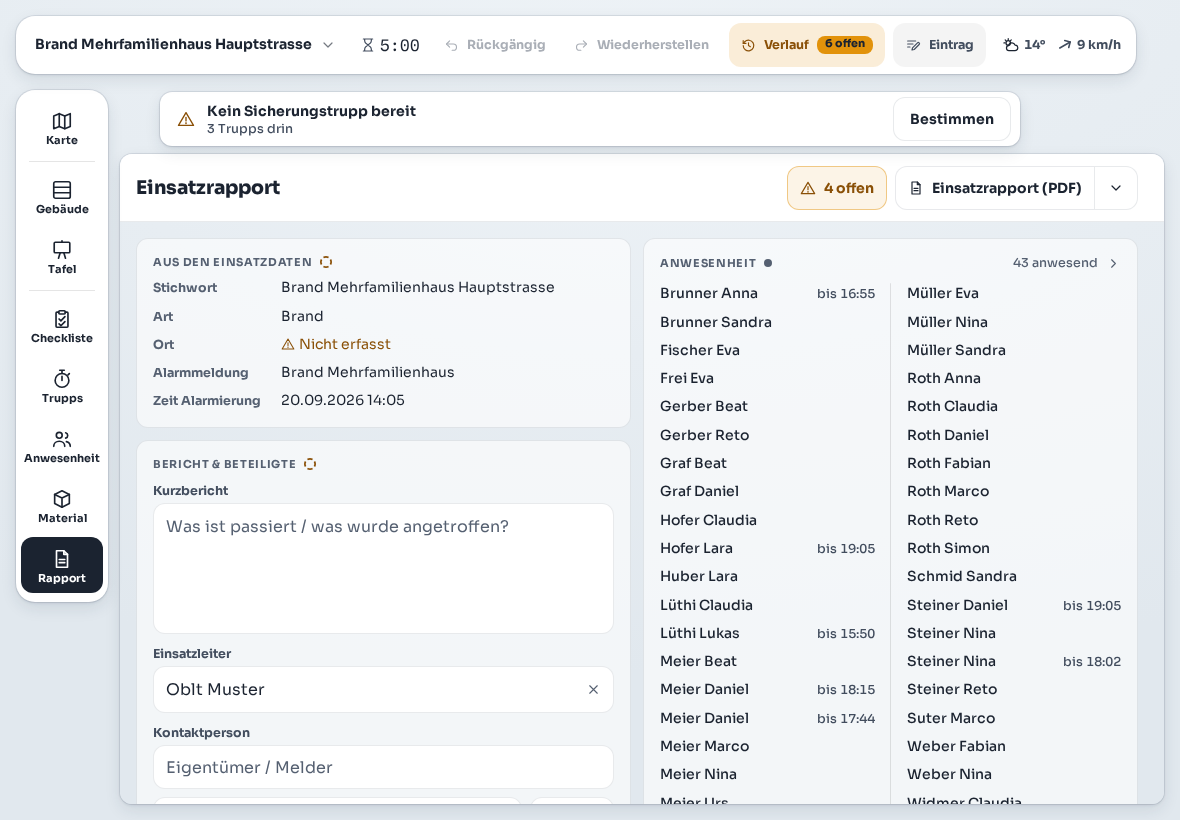 Brand Mehrfamilienhaus Hauptstrasse
5:00
Rückgängig
Wiederherstellen
Verlauf 6 offen
Eintrag
14°
9 km/h
Karte
Gebäude
Tafel
Checkliste
Trupps
Anwesenheit
Material
Rapport
Kein Sicherungstrupp bereit
3 Trupps drin
Bestimmen
Einsatzrapport
4 offen
Einsatzrapport (PDF)
AUS DEN EINSATZDATEN
Stichwort Brand Mehrfamilienhaus Hauptstrasse
Art Brand
Ort Nicht erfasst
Alarmmeldung Brand Mehrfamilienhaus
Zeit Alarmierung 20.09.2026 14:05
BERICHT & BETEILIGTE
Kurzbericht
Was ist passiert / was wurde angetroffen?
Einsatzleiter
Oblt Muster
Kontaktperson
Eigentümer / Melder
ANWESENHEIT
43 anwesend
Brunner Anna bis 16:55
Brunner Sandra
Fischer Eva
Frei Eva
Gerber Beat
Gerber Reto
Graf Beat
Graf Daniel
Hofer Claudia
Hofer Lara bis 19:05
Huber Lara
Lüthi Claudia
Lüthi Lukas bis 15:50
Meier Beat
Meier Daniel bis 18:15
Meier Daniel bis 17:44
Meier Marco
Meier Nina
Meier Urs
Müller Eva
Müller Nina
Müller Sandra
Roth Anna
Roth Claudia
Roth Daniel
Roth Fabian
Roth Marco
Roth Reto
Roth Simon
Schmid Sandra
Steiner Daniel bis 19:05
Steiner Nina
Steiner Nina bis 18:02
Steiner Reto
Suter Marco
Weber Fabian
Weber Nina
Widmer Claudia